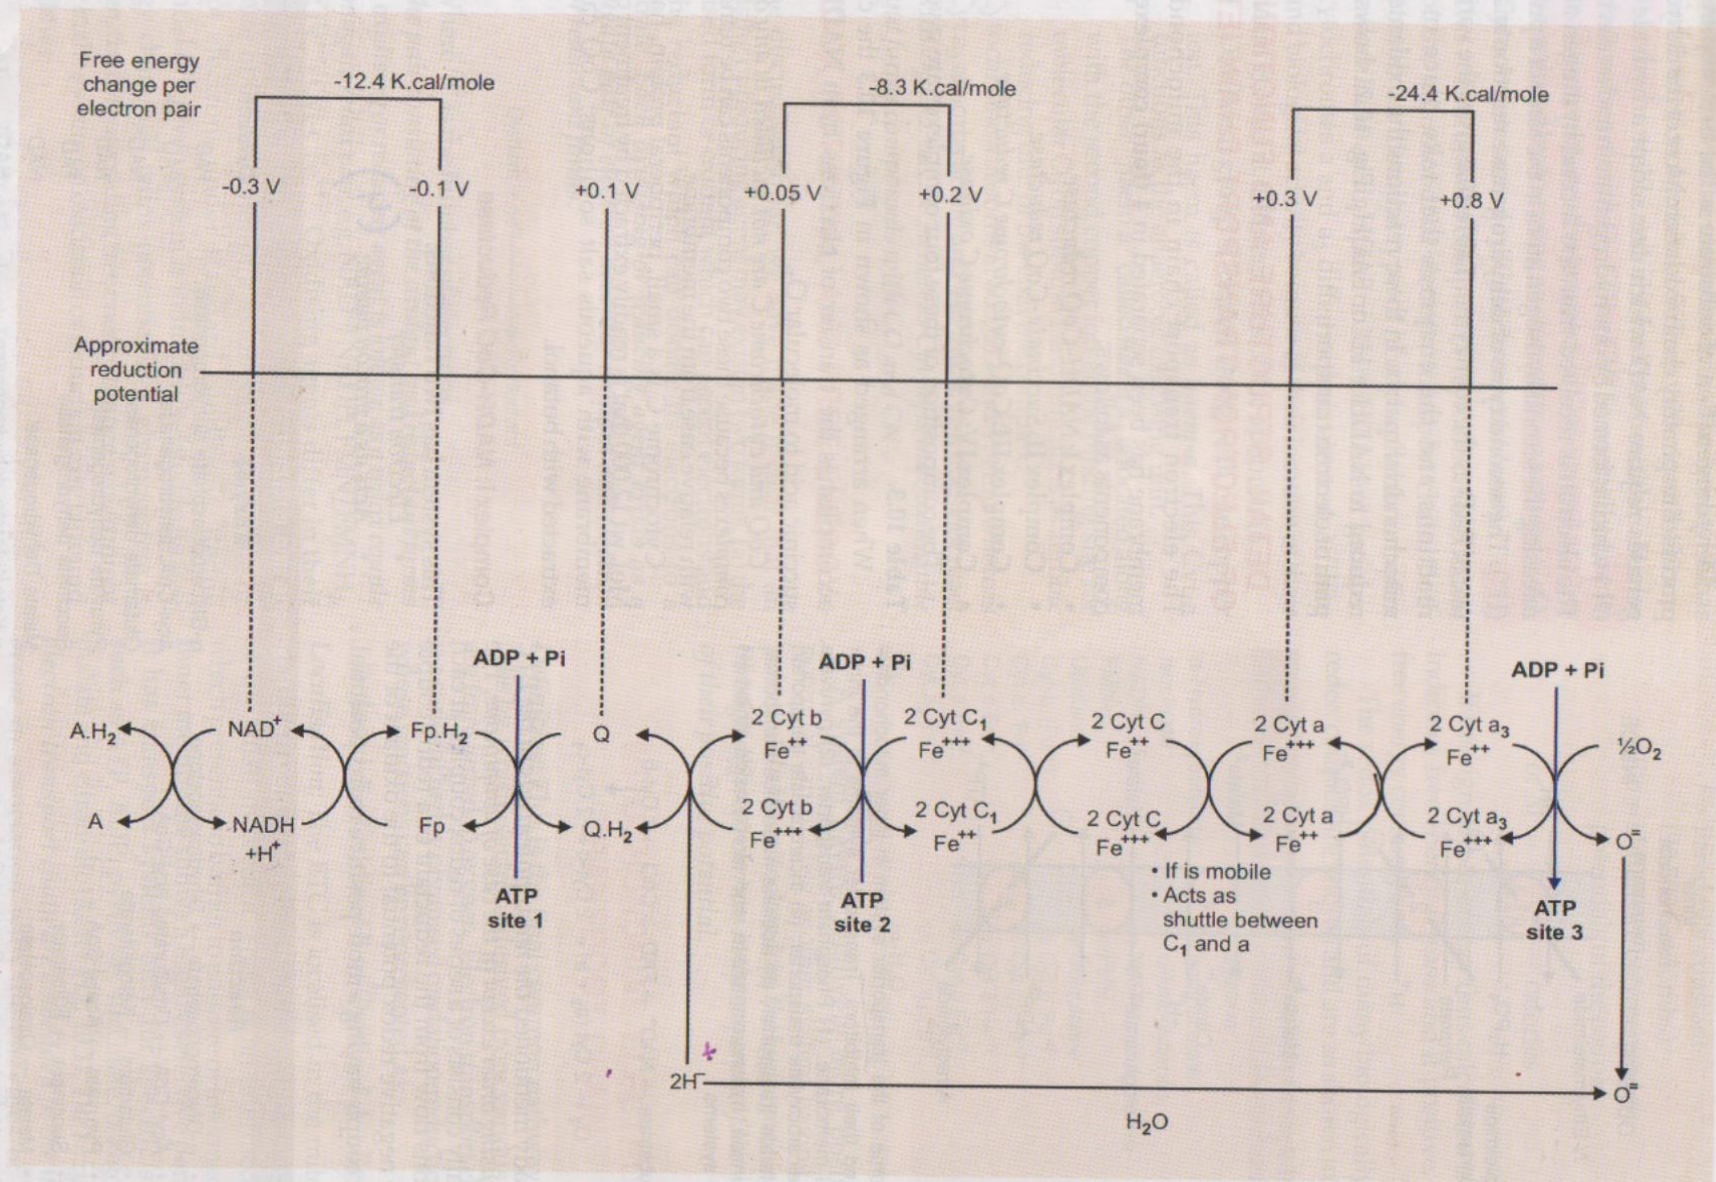 Free energy
change per
electron pair
-12.4 K.cal/mole
-8.3 K.cal/mole
-24.4 K.cal/mole
-0.3 V
-0.1 V
+0.1 V
+0.05 V
+0.2 V
+0.3 V
+0.8 V
Approximate
reduction
potential
ADP + Pi
ADP + Pi
ADP + Pi
A.H₂
NAD⁺
Fp.H₂
Q
2 Cyt b
Fe⁺⁺
2 Cyt C₁
Fe⁺⁺⁺
2 Cyt C
Fe⁺⁺
2 Cyt a
Fe⁺⁺⁺
2 Cyt a₃
Fe⁺⁺
½O₂
A
NADH
+H⁺
Fp
Q.H₂
2 Cyt b
Fe⁺⁺⁺
2 Cyt C₁
Fe⁺⁺
2 Cyt C
Fe⁺⁺⁺
2 Cyt a
Fe⁺⁺
2 Cyt a₃
Fe⁺⁺⁺
O⁼
• If is mobile
• Acts as
shuttle between
C₁ and a
ATP
site 1
ATP
site 2
ATP
site 3
2H⁻
O⁼
H₂O